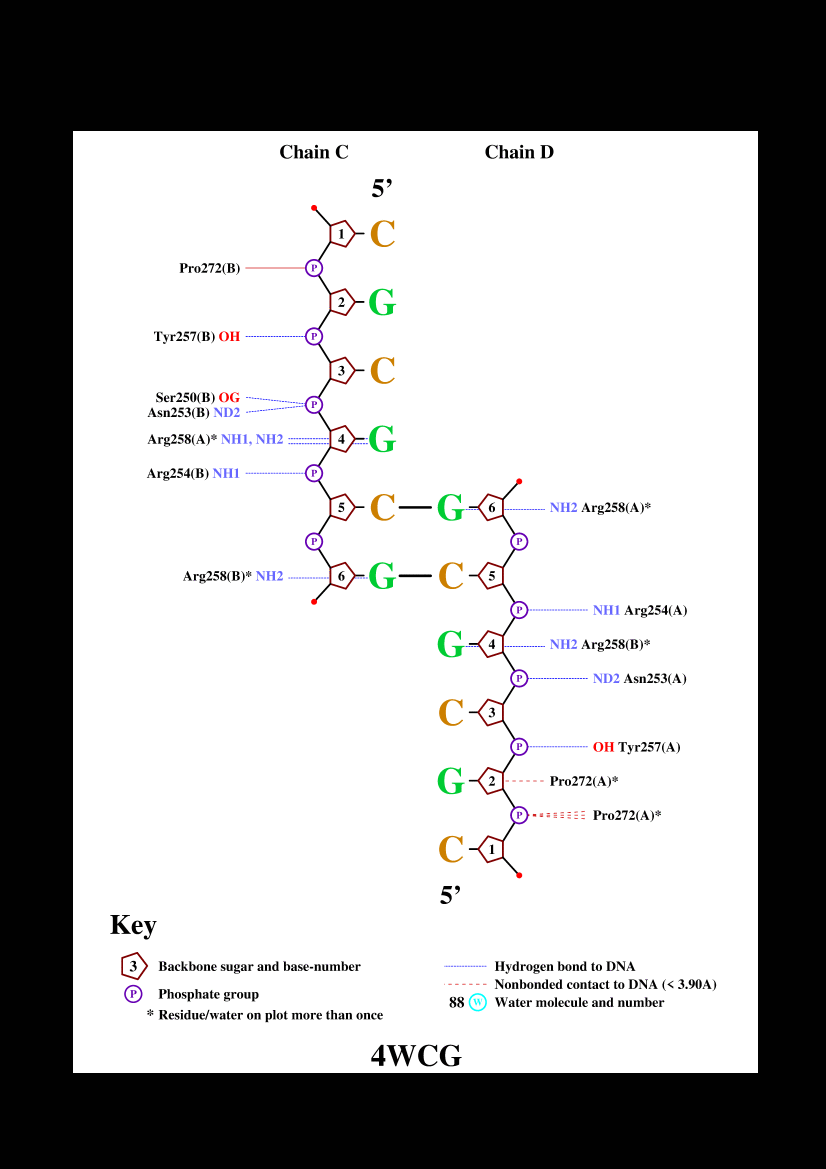 Chain C Chain D
5’
1 C
P
Pro272(B)
2 G
Tyr257(B) OH P
3 C
Ser250(B) OG P
Asn253(B) ND2
Arg258(A)* NH1, NH2 4 G
Arg254(B) NH1 P
5 C G 6 NH2 Arg258(A)*
P P
Arg258(B)* NH2 6 G C 5
P NH1 Arg254(A)
G 4 NH2 Arg258(B)*
P ND2 Asn253(A)
C 3
P OH Tyr257(A)
G 2 Pro272(A)*
P Pro272(A)*
C 1
5’
Key
3 Backbone sugar and base-number
P Phosphate group
* Residue/water on plot more than once
Hydrogen bond to DNA
Nonbonded contact to DNA (< 3.90A)
88 W Water molecule and number
4WCG